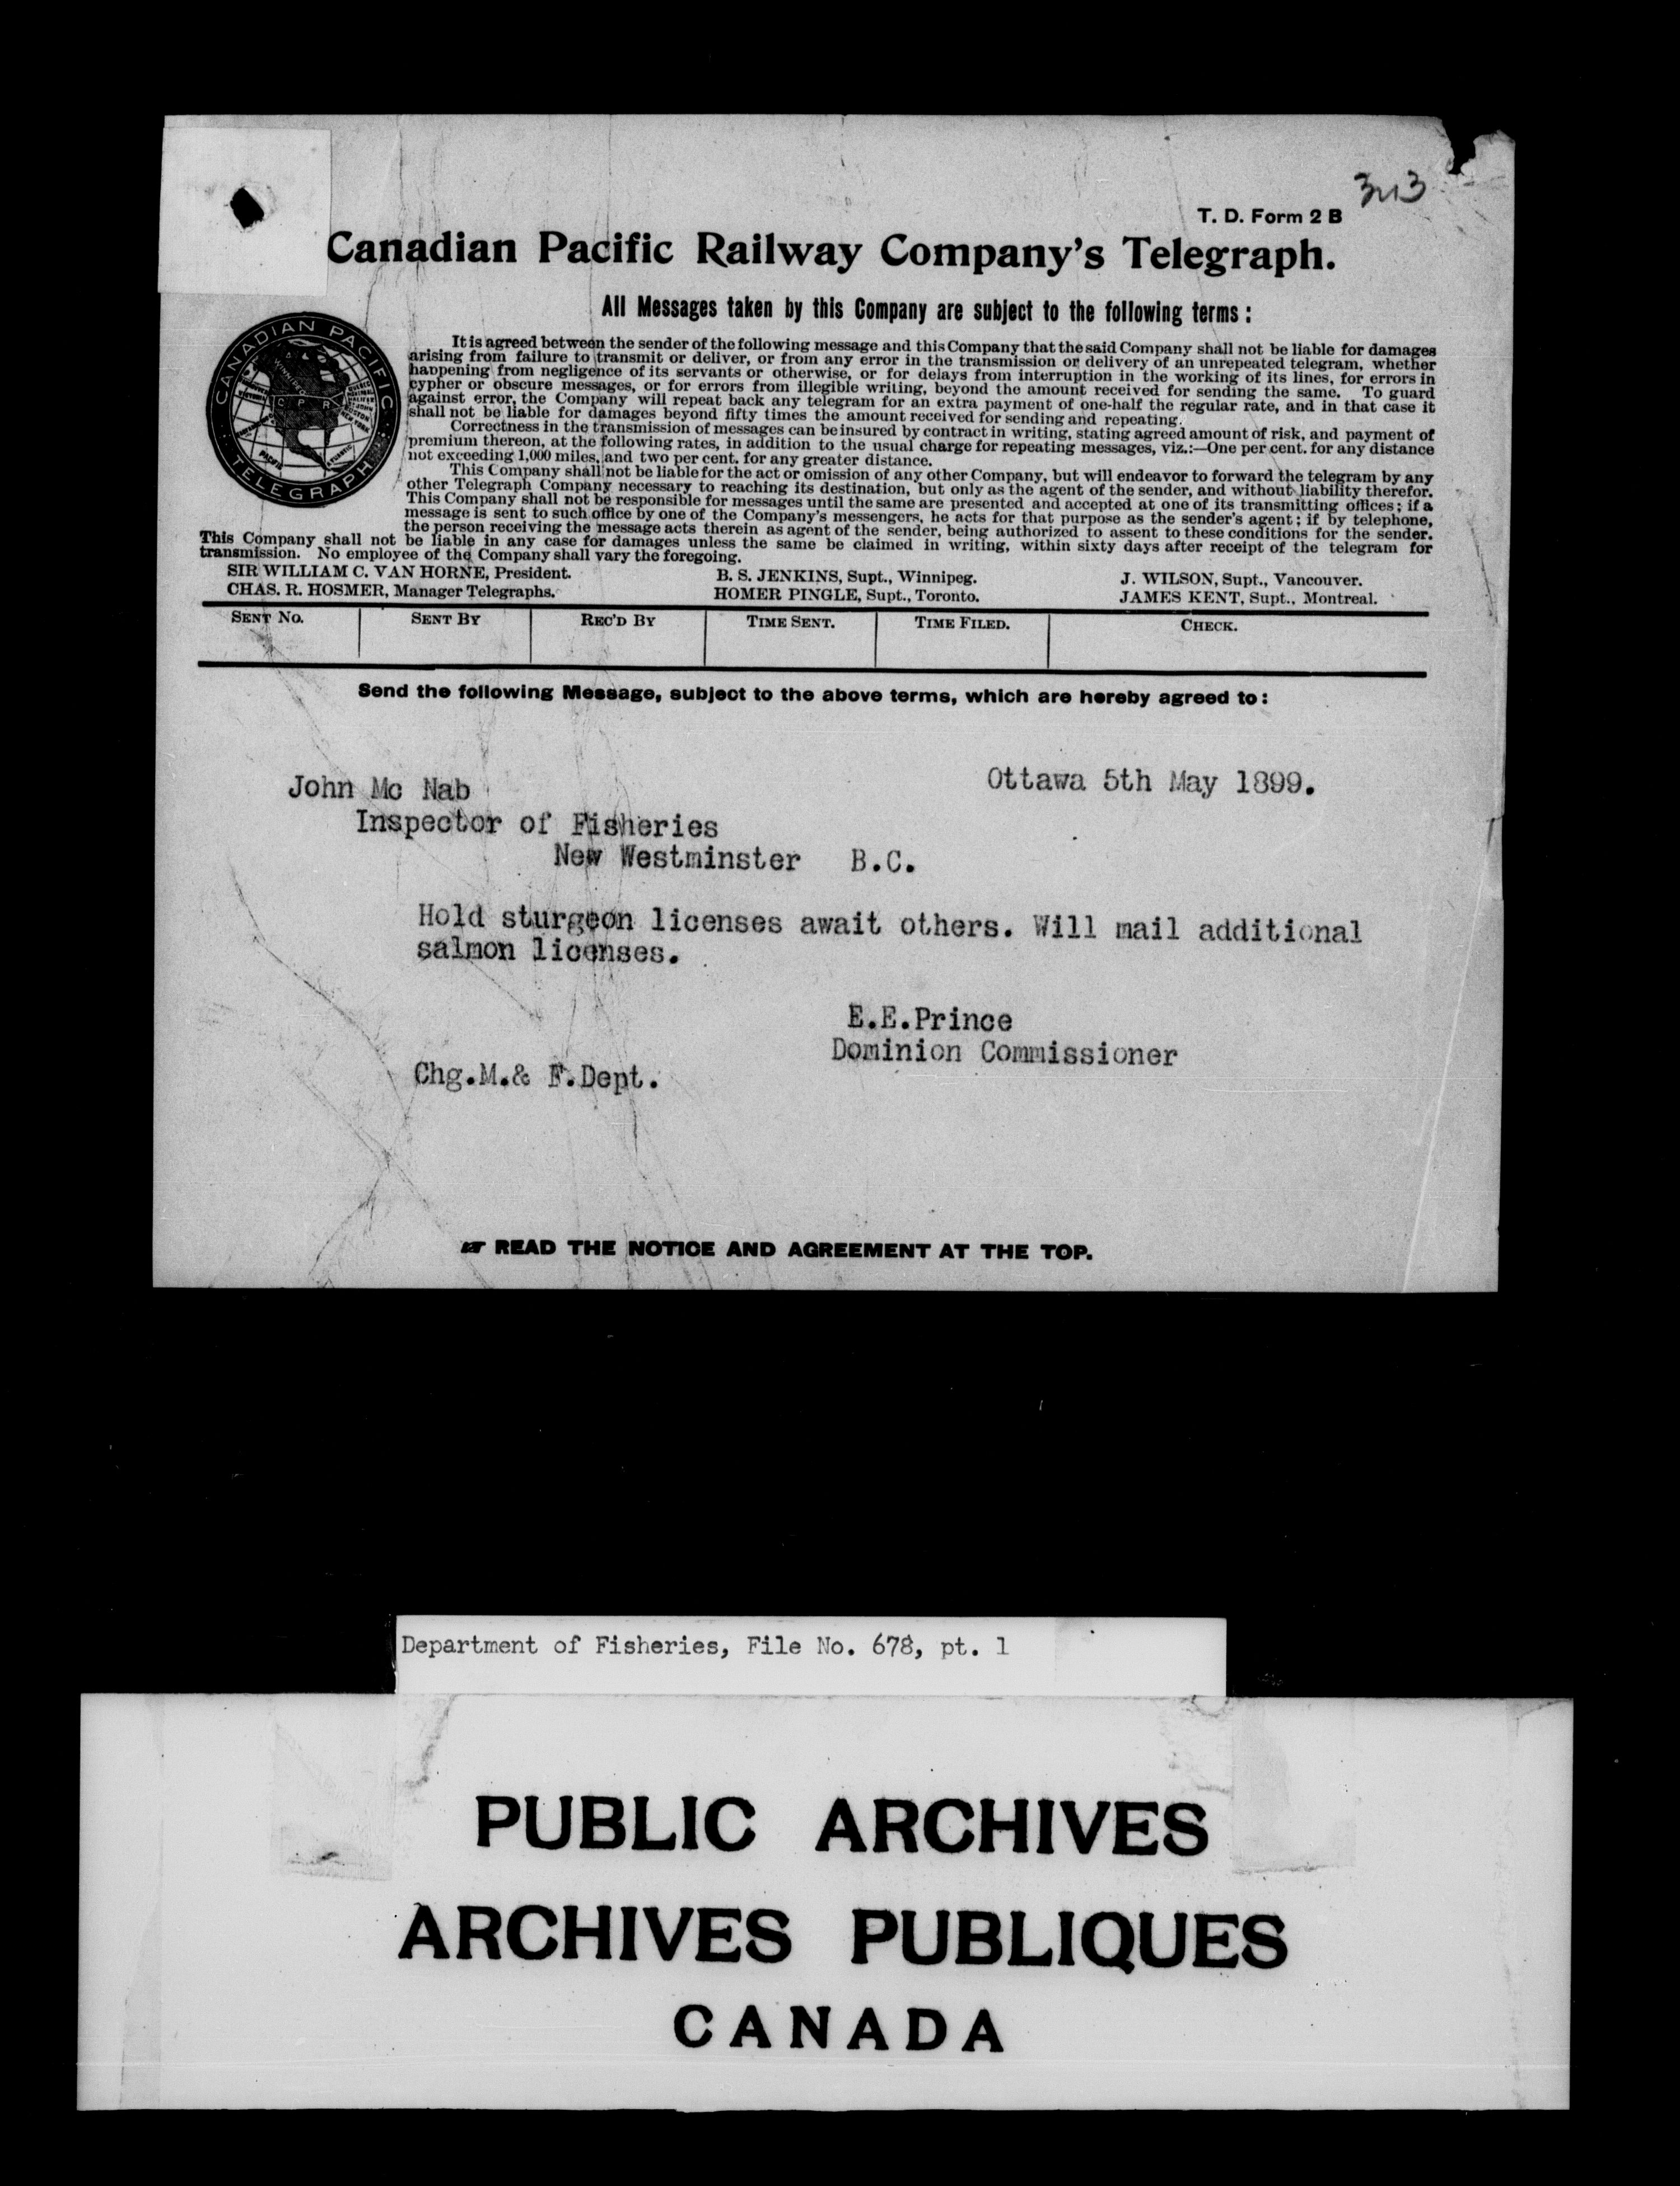 T. D. Form 2 B
Canadian Pacific Railway Company's Telegraph.
All Messages taken by this Company are subject to the following terms :
CANADIAN PACIFIC
TELEGRAPH
It is agreed between the sender of the following message and this Company that the said Company shall not be liable for damages
arising from failure to transmit or deliver, or from any error in the transmission or delivery of an unrepeated telegram, whether
happening from negligence of its servants or otherwise, or for delays from interruption in the working of its lines, for errors in
cypher or obscure messages, or for errors from illegible writing, beyond the amount received for sending the same. To guard
against error, the Company will repeat back any telegram for an extra payment of one-half the regular rate, and in that case it
shall not be liable for damages beyond fifty times the amount received for sending and repeating.
Correctness in the transmission of messages can be insured by contract in writing, stating agreed amount of risk, and payment of
premium thereon, at the following rates, in addition to the usual charge for repeating messages, viz.:—One per cent. for any distance
not exceeding 1,000 miles, and two per cent. for any greater distance.
This Company shall not be liable for the act or omission of any other Company, but will endeavor to forward the telegram by any
other Telegraph Company necessary to reaching its destination, but only as the agent of the sender, and without liability therefor.
This Company shall not be responsible for messages until the same are presented and accepted at one of its transmitting offices; if a
message is sent to such office by one of the Company's messengers, he acts for that purpose as the sender's agent; if by telephone,
the person receiving the message acts therein as agent of the sender, being authorized to assent to these conditions for the sender.
This Company shall not be liable in any case for damages unless the same be claimed in writing, within sixty days after receipt of the telegram for
transmission. No employee of the Company shall vary the foregoing.
SIR WILLIAM C. VAN HORNE, President. B. S. JENKINS, Supt., Winnipeg. J. WILSON, Supt., Vancouver.
CHAS. R. HOSMER, Manager Telegraphs. HOMER PINGLE, Supt., Toronto. JAMES KENT, Supt., Montreal.
SENT NO. SENT BY REC'D BY TIME SENT. TIME FILED. CHECK.
Send the following Message, subject to the above terms, which are hereby agreed to:
Ottawa 5th May 1899.
John Mc Nab
Inspector of Fisheries
New Westminster B.C.
Hold sturgeon licenses await others. Will mail additional
salmon licenses.
E.E.Prince
Dominion Commissioner
Chg.M.& F.Dept.
☞ READ THE NOTICE AND AGREEMENT AT THE TOP.
Department of Fisheries, File No. 678, pt. 1
PUBLIC ARCHIVES
ARCHIVES PUBLIQUES
CANADA